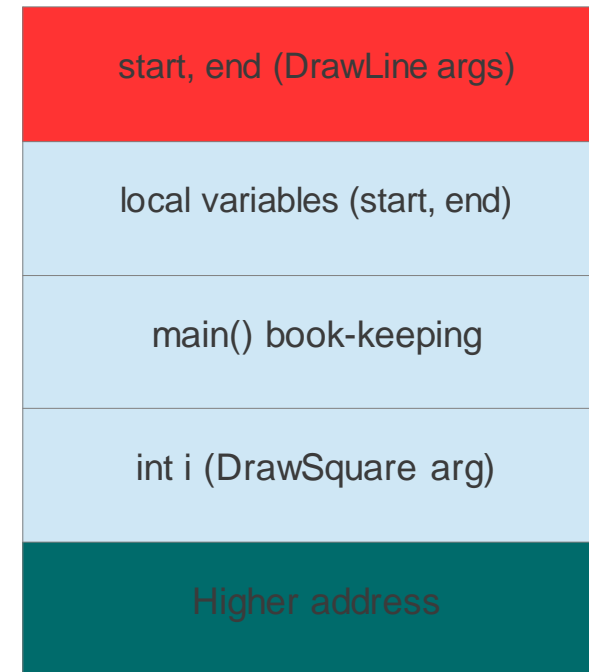 start, end (DrawLine args)
local variables (start, end)
main() book-keeping
int i (DrawSquare arg)
Higher address